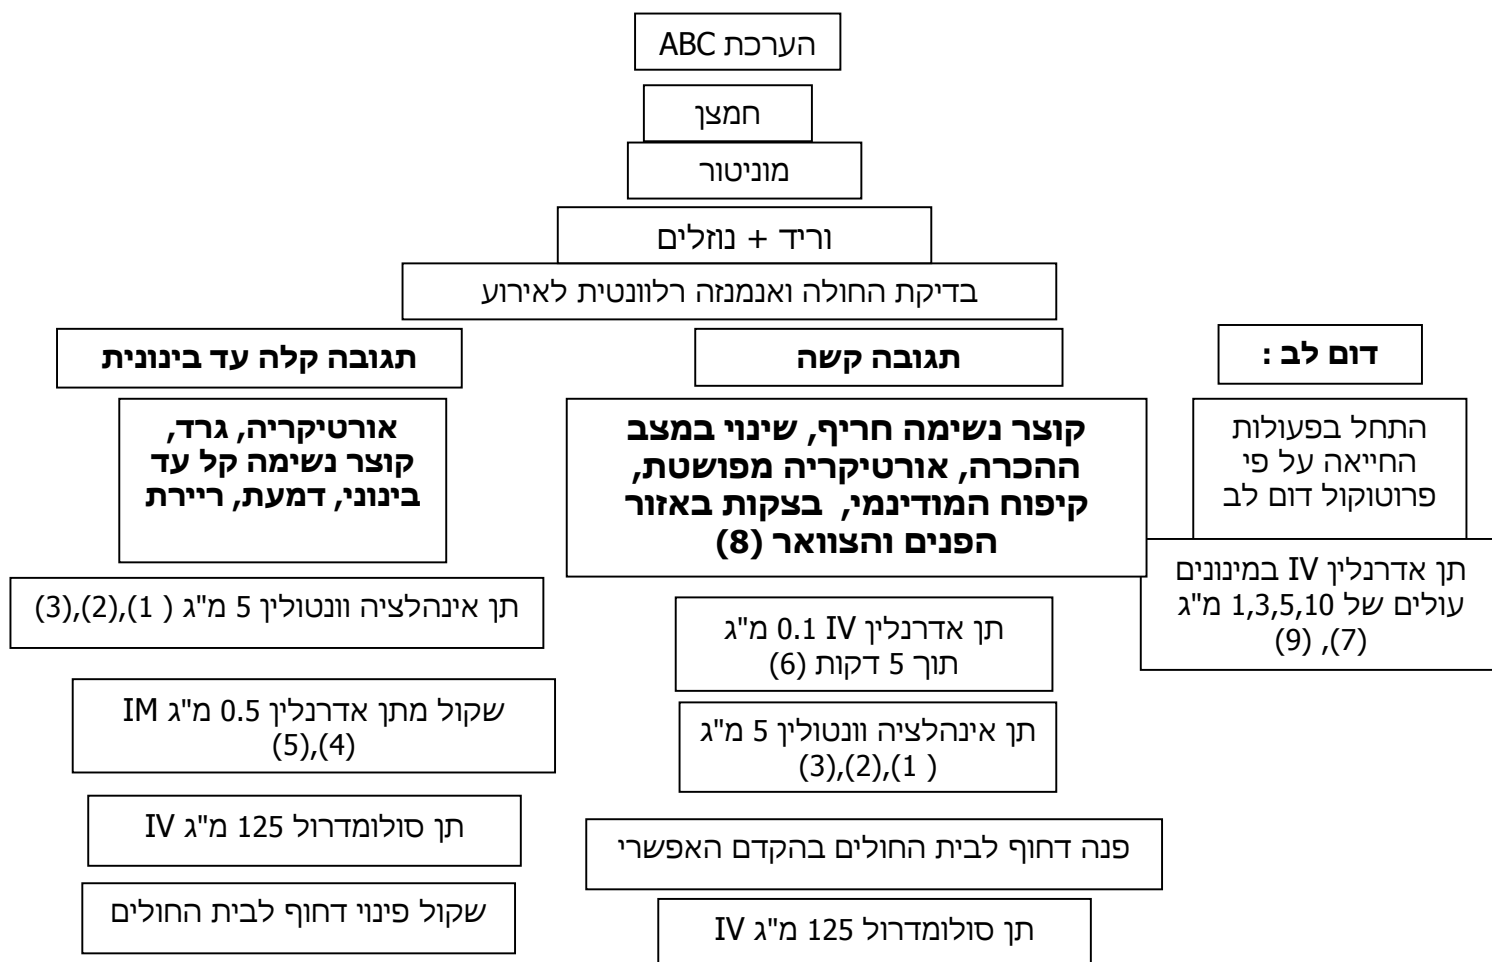 הערכת ABC
חמצן
מוניטור
וריד + נוזלים
בדיקת החולה ואנמנזה רלוונטית לאירוע
דום לב :
התחל בפעולות
החייאה על פי
פרוטוקול דום לב
תן אדרנלין IV במינונים
עולים של 1,3,5,10 מ"ג
(7), (9)
תגובה קשה
קוצר נשימה חריף, שינוי במצב
ההכרה, אורטיקריה מפושטת,
קיפוח המודינמי, בצקות באזור
הפנים והצוואר (8)
תן אדרנלין IV 0.1 מ"ג
תוך 5 דקות (6)
תן אינהלציה וונטולין 5 מ"ג
( 1),(2),(3)
פנה דחוף לבית החולים בהקדם האפשרי
תן סולומדרול 125 מ"ג IV
תגובה קלה עד בינונית
אורטיקריה, גרד,
קוצר נשימה קל עד
בינוני, דמעת, ריירת
תן אינהלציה וונטולין 5 מ"ג ( 1),(2),(3)
שקול מתן אדרנלין 0.5 מ"ג IM
(4),(5)
תן סולומדרול 125 מ"ג IV
שקול פינוי דחוף לבית החולים